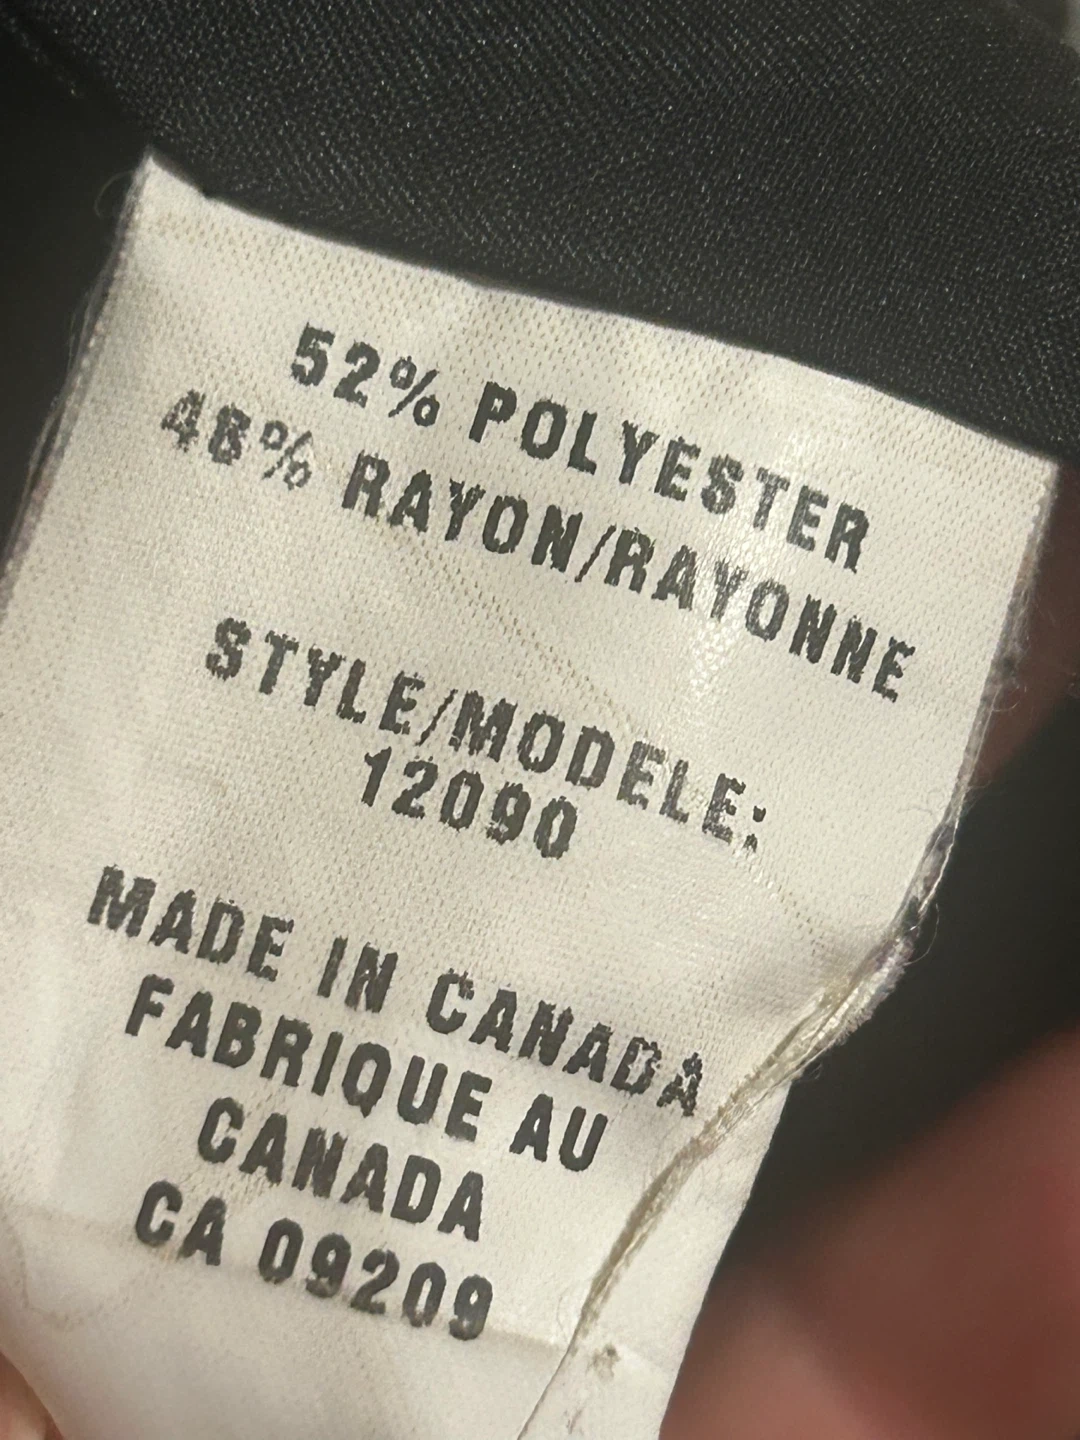 52% POLYESTER
48% RAYON/RAYONNE
STYLE/MODELE:
12090
MADE IN CANADA
FABRIQUE AU
CANADA
CA 09209